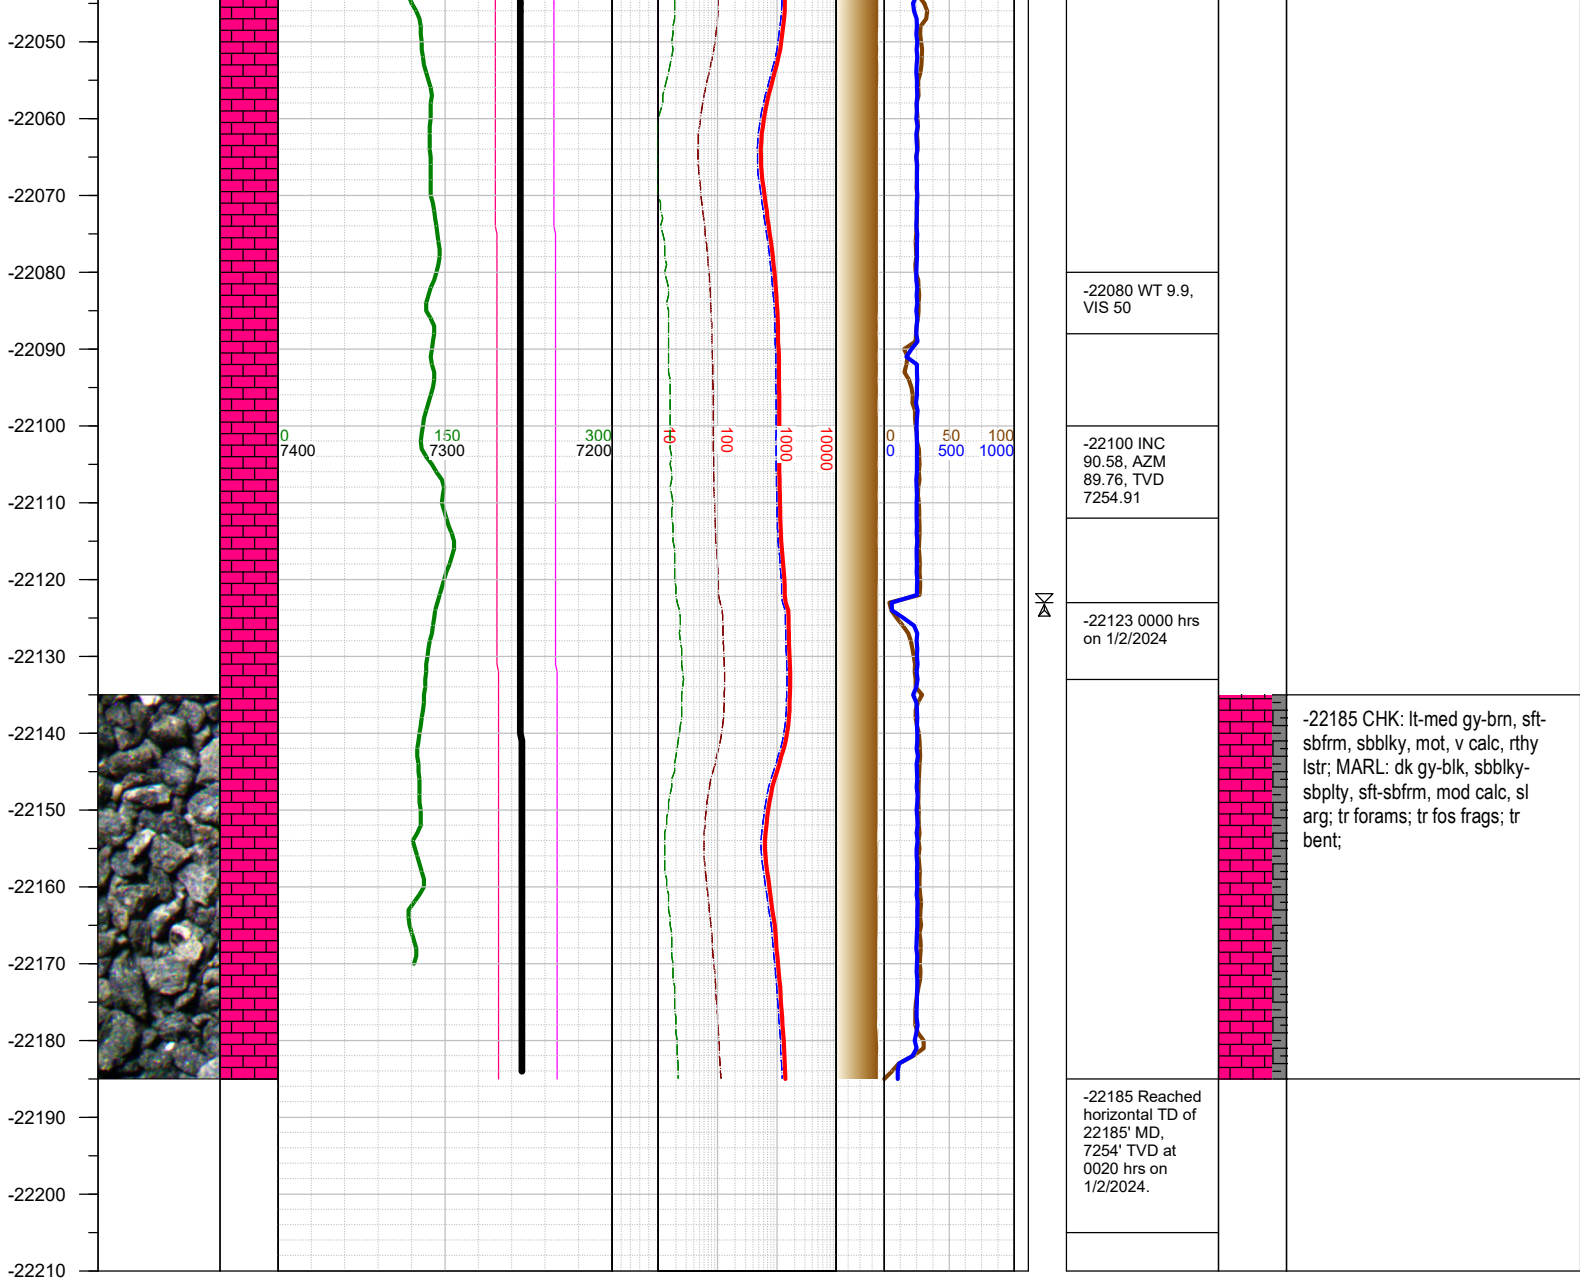 -22050
-22060
-22070
-22080
-22090
-22100
-22110
-22120
-22130
-22140
-22150
-22160
-22170
-22180
-22190
-22200
-22210
0 150 300
7400 7300 7200
10 100 1000 10000
0 50 100
0 500 1000
-22080 WT 9.9,
VIS 50
-22100 INC
90.58, AZM
89.76, TVD
7254.91
-22123 0000 hrs
on 1/2/2024
-22185 Reached
horizontal TD of
22185' MD,
7254' TVD at
0020 hrs on
1/2/2024.
-22185 CHK: lt-med gy-brn, sft-
sbfrm, sbblky, mot, v calc, rthy
lstr; MARL: dk gy-blk, sbblky-
sbplty, sft-sbfrm, mod calc, sl
arg; tr forams; tr fos frags; tr
bent;